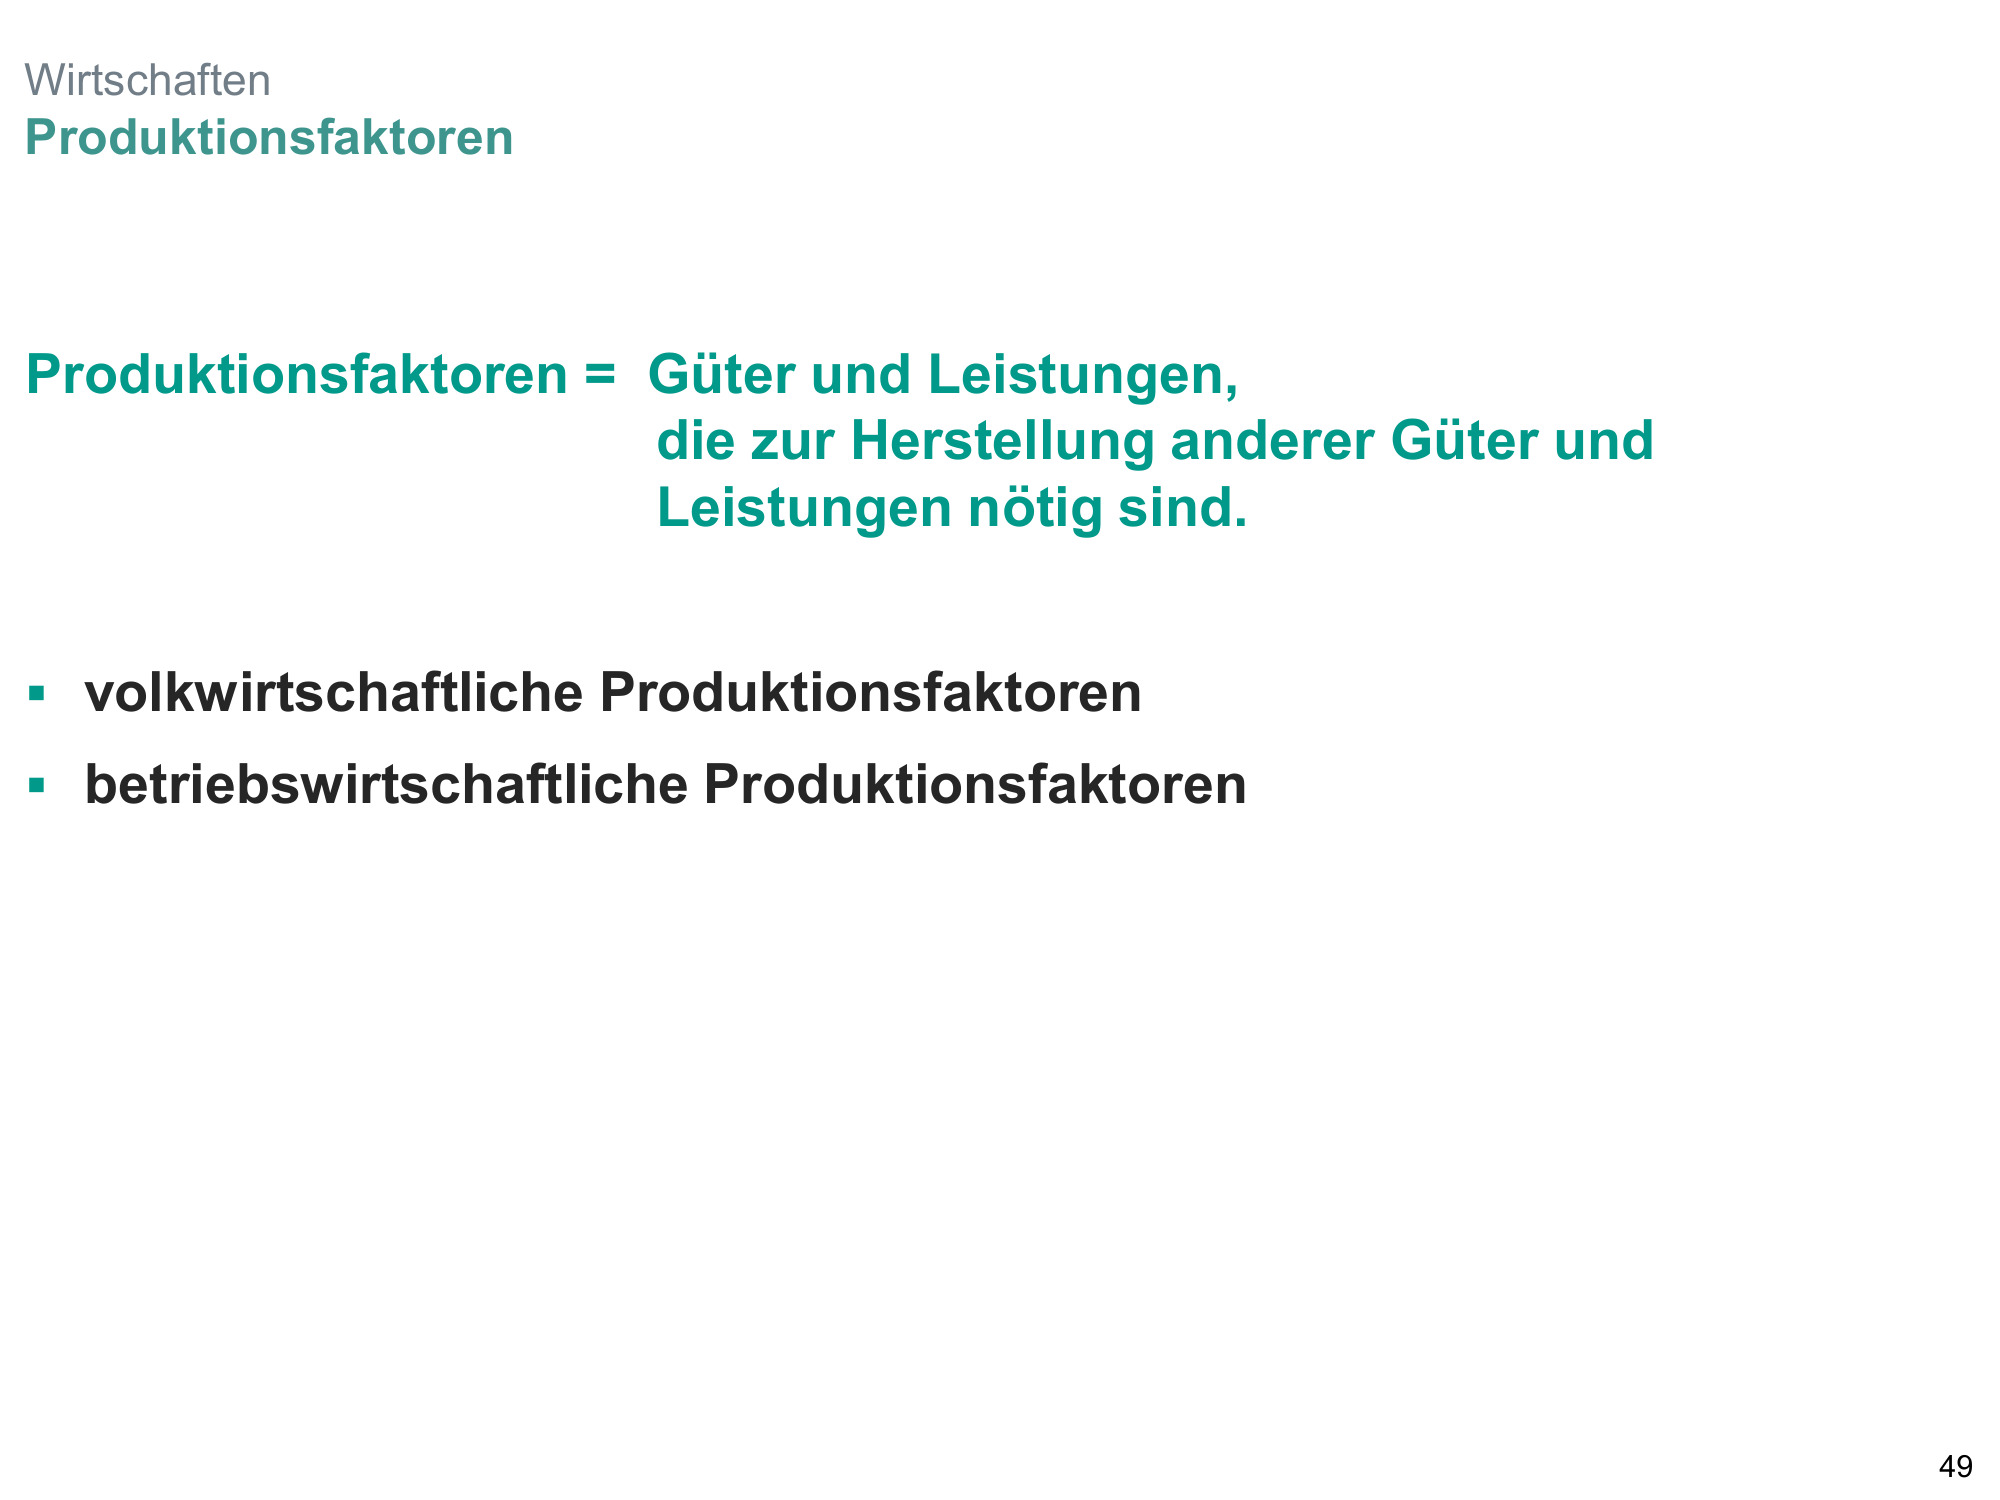 Wirtschaften
Produktionsfaktoren
Produktionsfaktoren = Güter und Leistungen,
die zur Herstellung anderer Güter und
Leistungen nötig sind.
▪ volkwirtschaftliche Produktionsfaktoren
▪ betriebswirtschaftliche Produktionsfaktoren
49